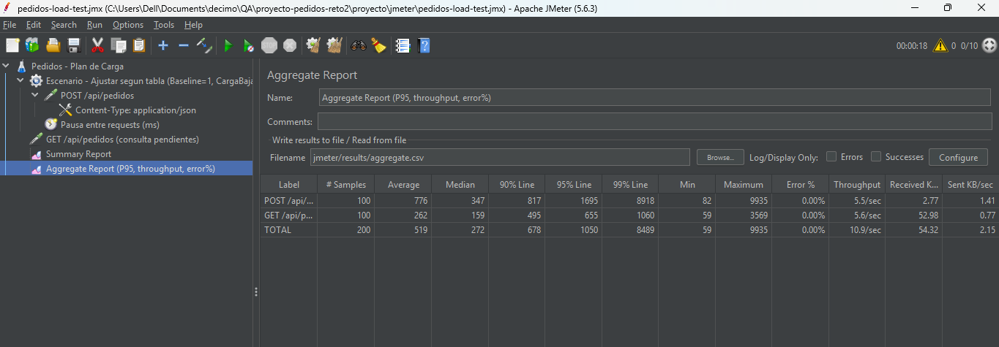 pedidos-load-test.jmx (C:\Users\Dell\Documents\decimo\QA\proyecto-pedidos-reto2\proyecto\jmeter\pedidos-load-test.jmx) - Apache JMeter (5.6.3)
File Edit Search Run Options Tools Help
STOP 00:00:18 0 0/10
Pedidos - Plan de Carga
Escenario - Ajustar segun tabla (Baseline=1, CargaBaja
POST /api/pedidos
Content-Type: application/json
Pausa entre requests (ms)
GET /api/pedidos (consulta pendientes)
Summary Report
Aggregate Report (P95, throughput, error%)
Aggregate Report
Name: Aggregate Report (P95, throughput, error%)
Comments:
Write results to file / Read from file
Filename jmeter/results/aggregate.csv Browse... Log/Display Only: Errors Successes Configure
Label # Samples Average Median 90% Line 95% Line 99% Line Min Maximum Error % Throughput Received K... Sent KB/sec
POST /api/... 100 776 347 817 1695 8918 82 9935 0.00% 5.5/sec 2.77 1.41
GET /api/p... 100 262 159 495 655 1060 59 3569 0.00% 5.6/sec 52.98 0.77
TOTAL 200 519 272 678 1050 8489 59 9935 0.00% 10.9/sec 54.32 2.15